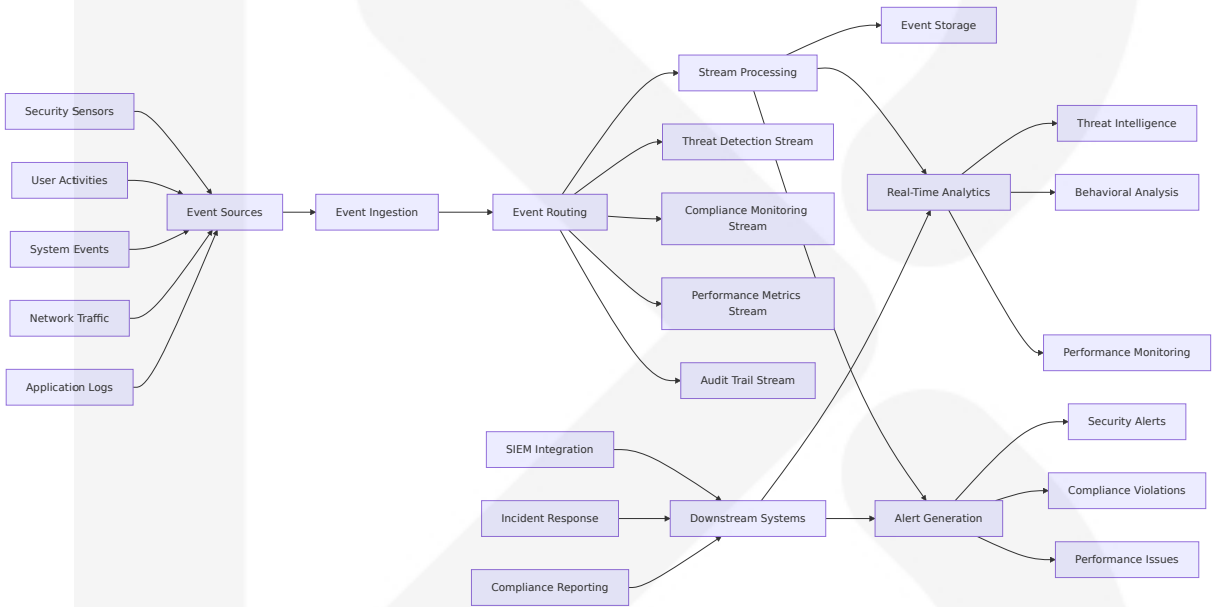 Event Storage
Stream Processing
Security Sensors
Threat Intelligence
Threat Detection Stream
User Activities
Real-Time Analytics
Behavioral Analysis
Event Sources
Event Ingestion
Event Routing
Compliance Monitoring
Stream
System Events
Performance Metrics
Stream
Network Traffic
Performance Monitoring
Application Logs
Audit Trail Stream
Security Alerts
SIEM Integration
Compliance Violations
Incident Response
Downstream Systems
Alert Generation
Performance Issues
Compliance Reporting